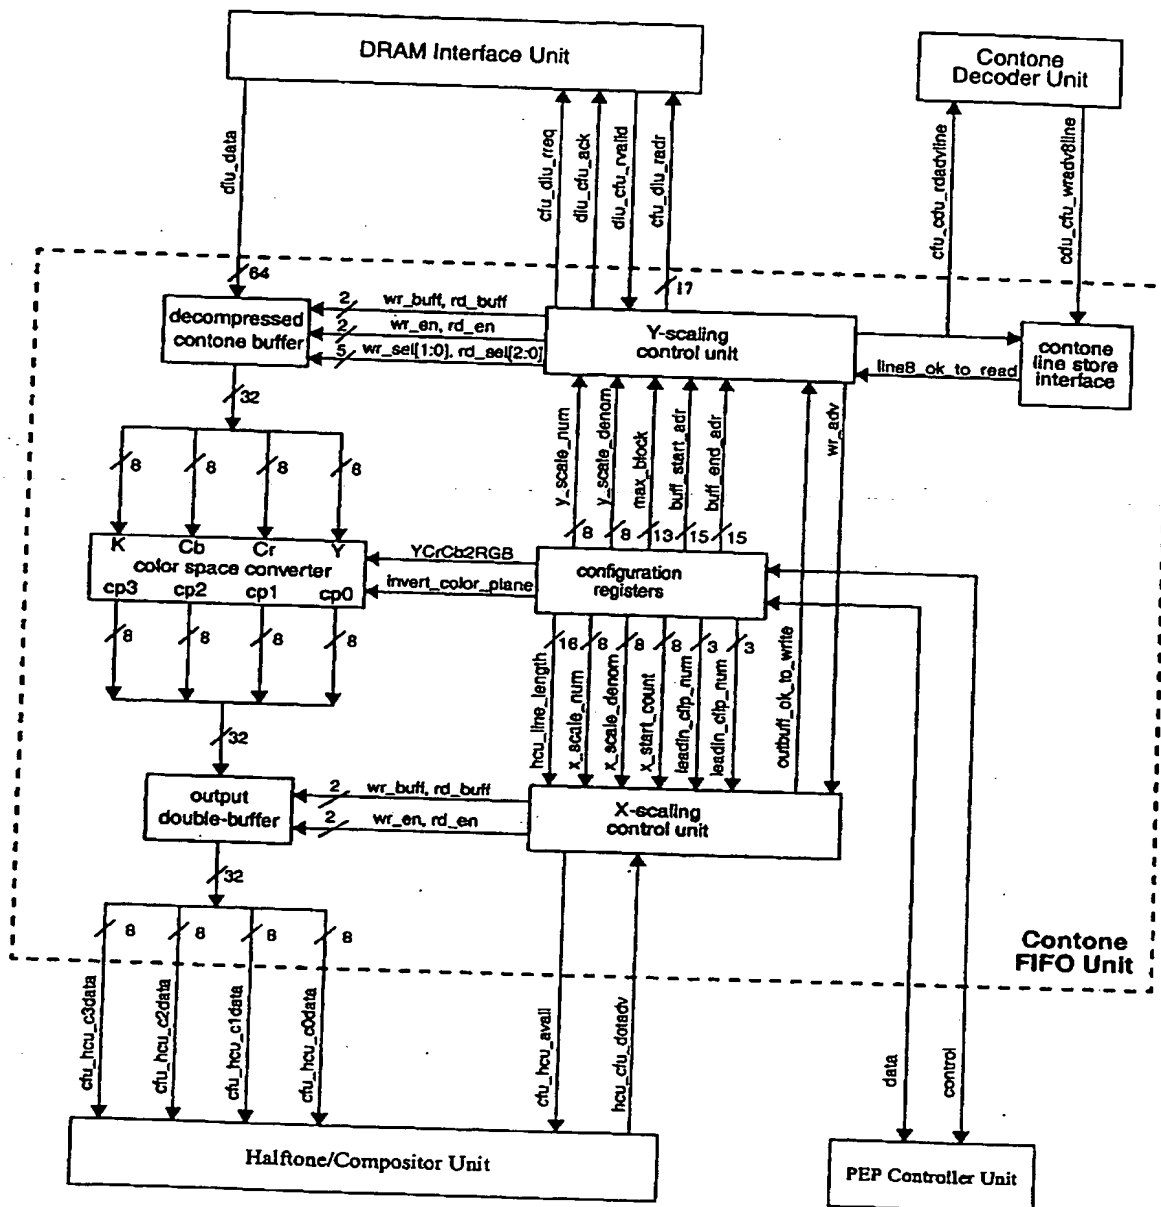 DRAM Interface Unit
Contone
Decoder Unit
diu_data
cfu_diu_rreq
diu_cfu_ack
diu_cfu_rvalid
cfu_diu_radr
cfu_cdu_rdadvline
cdu_cfu_wradv8line
64
17
decompressed
contone buffer
2
wr_buff, rd_buff
2
wr_en, rd_en
5
wr_sel[1:0], rd_sel[2:0]
Y-scaling
control unit
line8_ok_to_read
contone
line store
interface
32
8
8
8
8
y_scale_num
y_scale_denom
max_block
buff_start_adr
buff_end_adr
wr_adv
8
8
13
15
15
K
Cb
Cr
Y
color space converter
cp3
cp2
cp1
cp0
YCrCb2RGB
invert_color_plane
configuration
registers
8
8
8
8
16
8
8
8
3
3
hcu_line_length
x_scale_num
x_scale_denom
x_start_count
leadin_clip_num
leadin_clip_num
outbuff_ok_to_write
32
output
double-buffer
2
wr_buff, rd_buff
2
wr_en, rd_en
X-scaling
control unit
32
8
8
8
8
Contone
FIFO Unit
cfu_hcu_c3data
cfu_hcu_c2data
cfu_hcu_c1data
cfu_hcu_c0data
cfu_hcu_avail
hcu_cfu_dotadv
data
control
Halftone/Compositor Unit
PEP Controller Unit